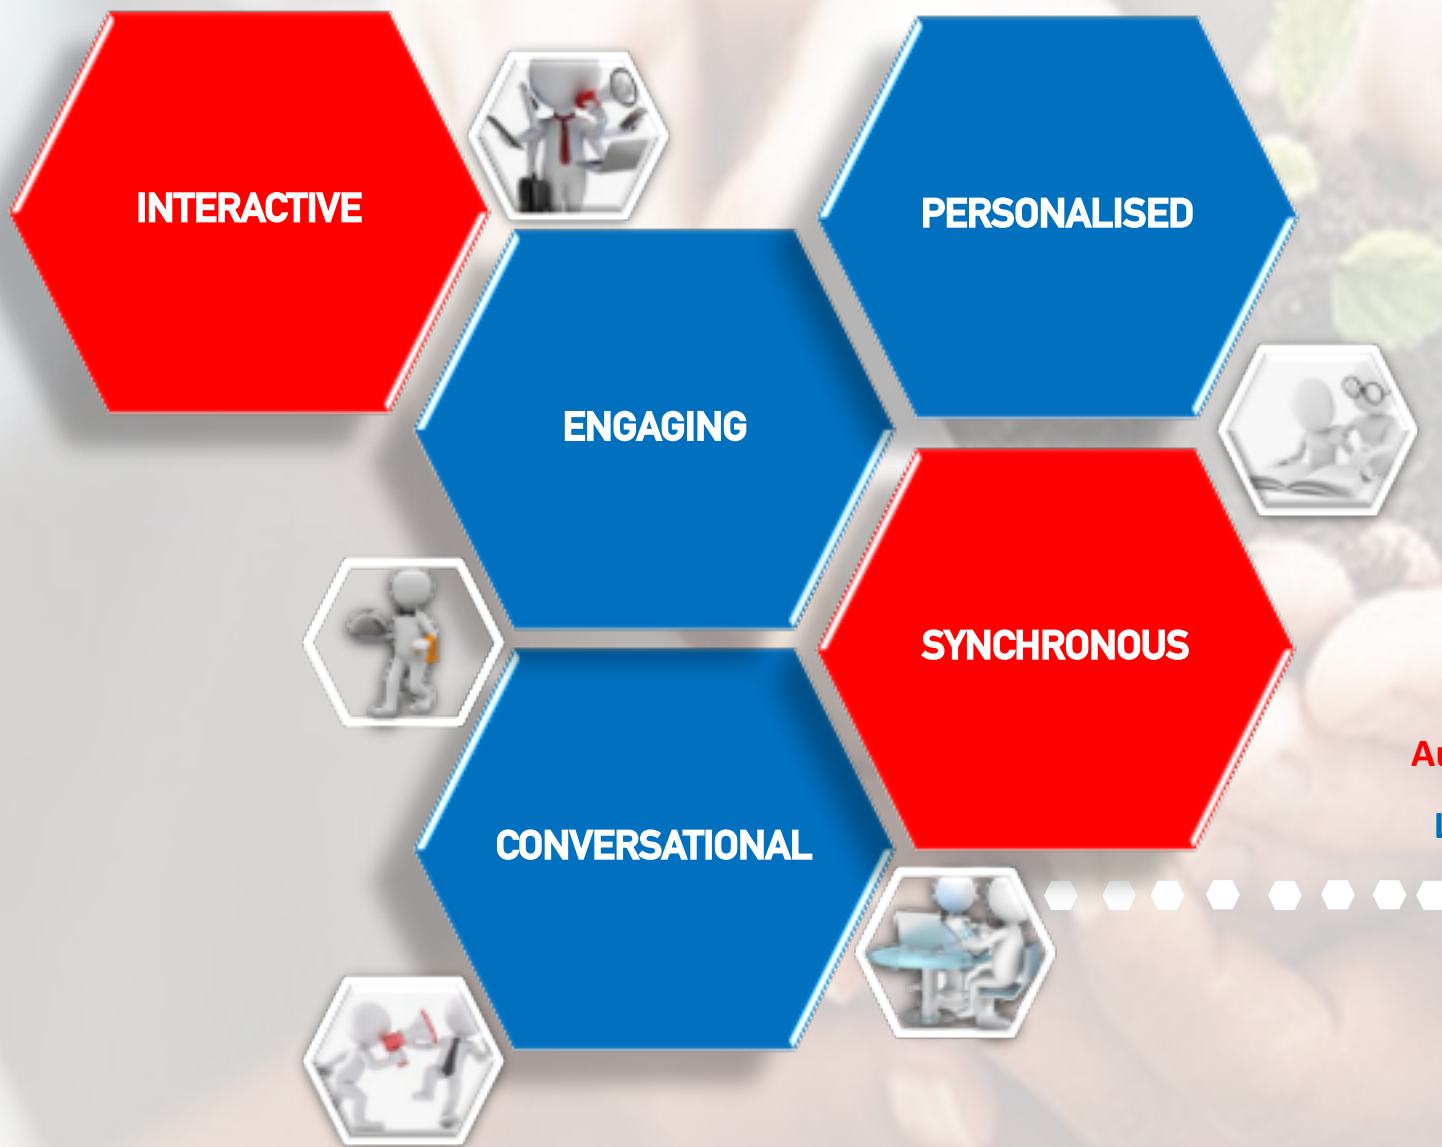 INTERACTIVE
PERSONALISED
ENGAGING
SYNCHRONOUS
CONVERSATIONAL